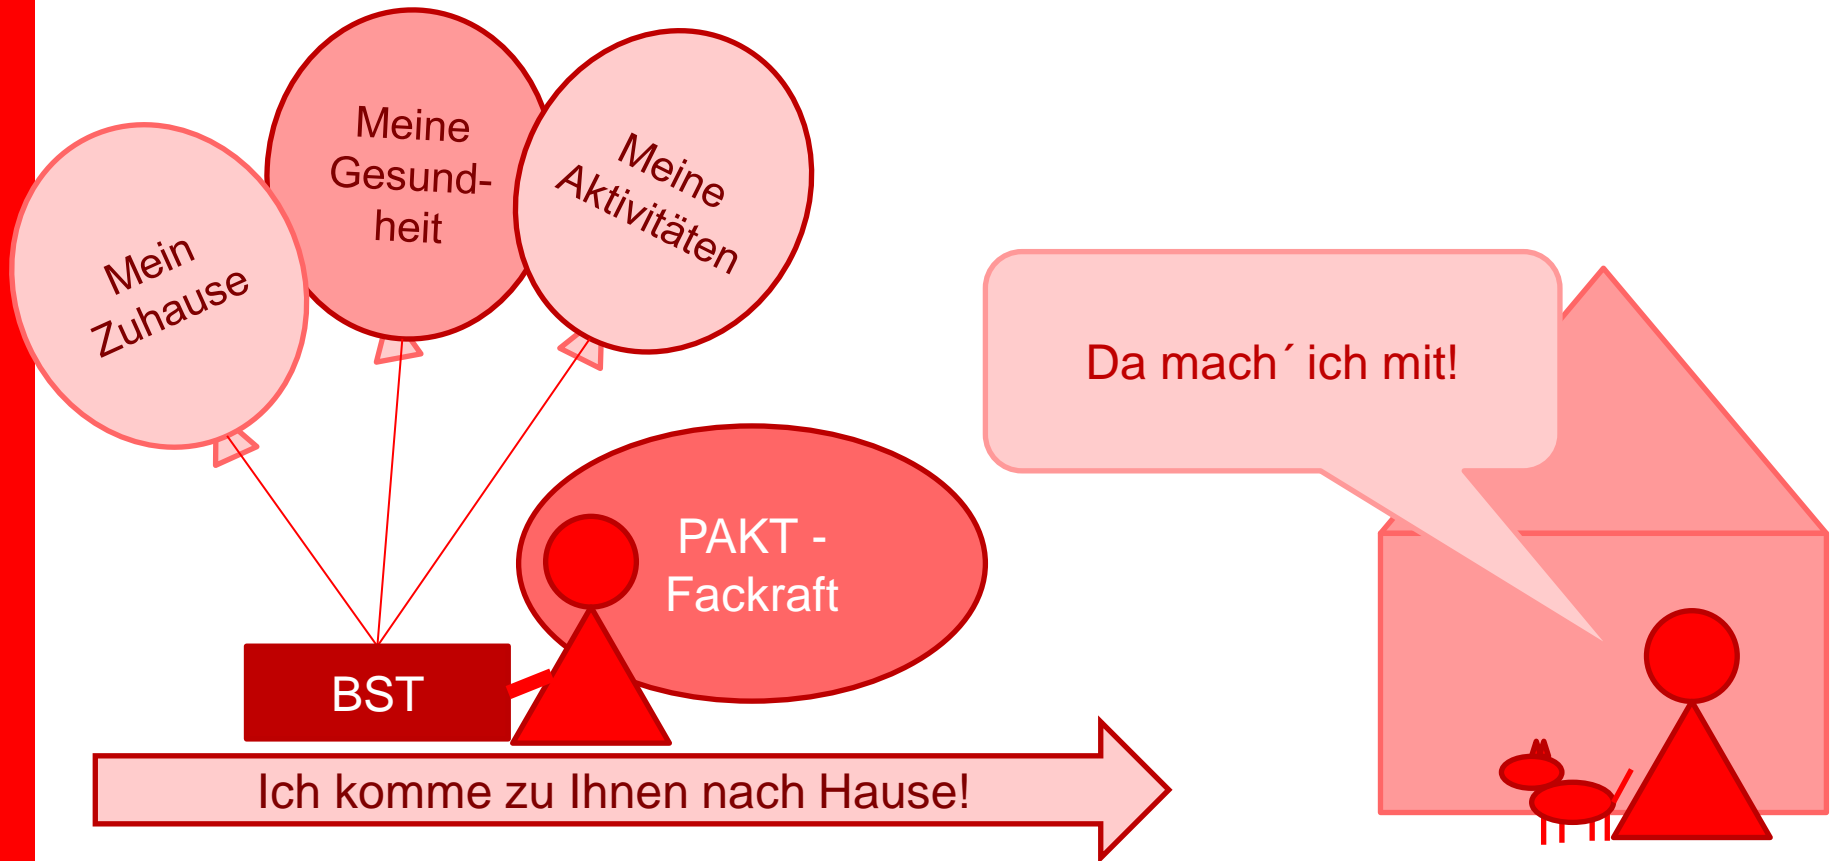 Mein
Zuhause
Meine
Gesund-
heit
Meine
Aktivitäten
Da mach´ ich mit!
PAKT -
Fackraft
BST
Ich komme zu Ihnen nach Hause!